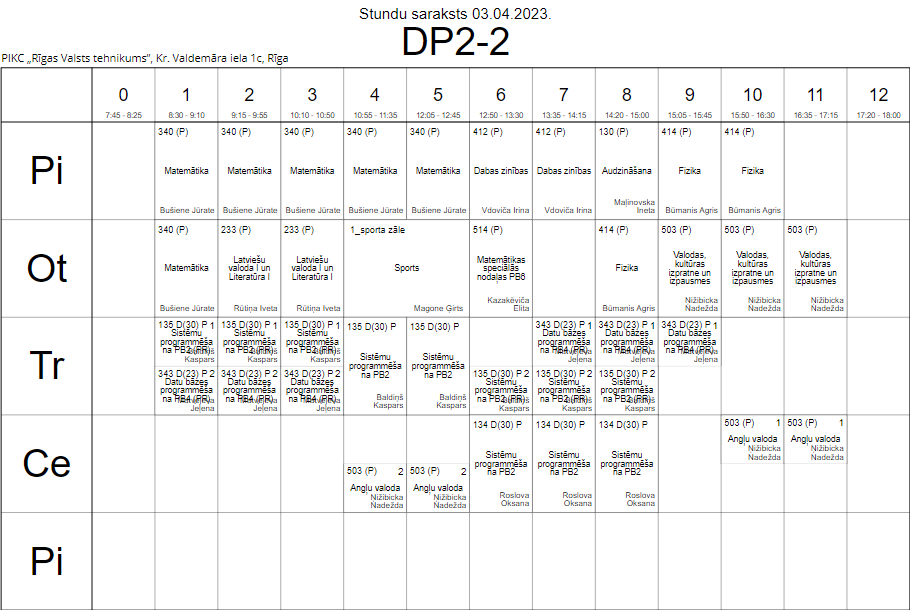 Stundu saraksts 03.04.2023.
DP2-2
PIKC „Rīgas Valsts tehnikums”, Kr. Valdemāra iela 1c, Rīga
0 1 2 3 4 5 6 7 8 9 10 11 12
7:45 - 8:25 8:30 - 9:10 9:15 - 9:55 10:10 - 10:50 10:55 - 11:35 12:05 - 12:45 12:50 - 13:30 13:35 - 14:15 14:20 - 15:00 15:05 - 15:45 15:50 - 16:30 16:35 - 17:15 17:20 - 18:00
Pi
340 (P) 340 (P) 340 (P) 340 (P) 340 (P) 412 (P) 412 (P) 130 (P) 414 (P) 414 (P)
Matemātika Matemātika Matemātika Matemātika Matemātika Dabas zinības Dabas zinības Audzināšana Fizika Fizika
Bušiene Jūrate Bušiene Jūrate Bušiene Jūrate Bušiene Jūrate Bušiene Jūrate Vdoviča Irina Vdoviča Irina Maļinovska Ineta Būmanis Agris Būmanis Agris
Ot
340 (P) 233 (P) 233 (P) 1_sporta zāle 514 (P) 414 (P) 503 (P) 503 (P) 503 (P)
Matemātika
Latviešu valoda I un Literatūra I
Latviešu valoda I un Literatūra I
Sports
Matemātikas speciālās nodaļas PB6
Fizika
Valodas, kultūras izpratne un izpausmes
Valodas, kultūras izpratne un izpausmes
Valodas, kultūras izpratne un izpausmes
Bušiene Jūrate Rūtiņa Iveta Rūtiņa Iveta Magone Ģirts Kazakēviča Elita Būmanis Agris Nižibicka Nadežda Nižibicka Nadežda Nižibicka Nadežda
Tr
135 D(30) P 1 135 D(30) P 1 135 D(30) P 1 135 D(30) P 135 D(30) P 343 D(23) P 1 343 D(23) P 1 343 D(23) P 1
Sistēmu programmēša na PB2 (PR) Baldiņš Kaspars
Sistēmu programmēša na PB2 (PR) Baldiņš Kaspars
Sistēmu programmēša na PB2 (PR) Baldiņš Kaspars
Sistēmu programmēša na PB2 Baldiņš Kaspars
Sistēmu programmēša na PB2 Baldiņš Kaspars
Datu bāzes programmēša na PB4 (PR) Matvejeva Jeļena
Datu bāzes programmēša na PB4 (PR) Matvejeva Jeļena
Datu bāzes programmēša na PB4 (PR) Matvejeva Jeļena
343 D(23) P 2 343 D(23) P 2 343 D(23) P 2 135 D(30) P 2 135 D(30) P 2 135 D(30) P 2
Datu bāzes programmēša na PB4 (PR) Matvejeva Jeļena
Datu bāzes programmēša na PB4 (PR) Matvejeva Jeļena
Datu bāzes programmēša na PB4 (PR) Matvejeva Jeļena
Sistēmu programmēša na PB2 (PR) Baldiņš Kaspars
Sistēmu programmēša na PB2 (PR) Baldiņš Kaspars
Sistēmu programmēša na PB2 (PR) Baldiņš Kaspars
Ce
134 D(30) P 134 D(30) P 134 D(30) P 503 (P) 1 503 (P) 1
Angļu valoda Nižibicka Nadežda
Angļu valoda Nižibicka Nadežda
503 (P) 2 503 (P) 2
Angļu valoda Nižibicka Nadežda
Angļu valoda Nižibicka Nadežda
Sistēmu programmēša na PB2 Roslova Oksana
Sistēmu programmēša na PB2 Roslova Oksana
Sistēmu programmēša na PB2 Roslova Oksana
Pi